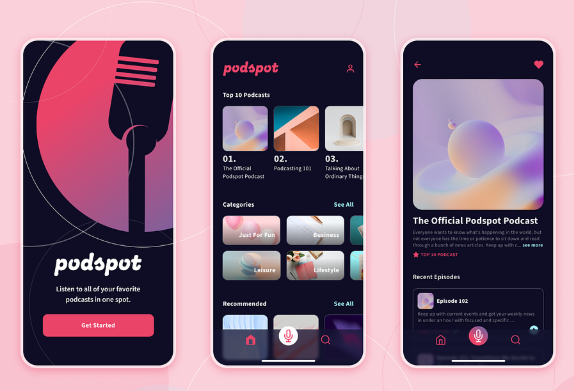 podspot
Listen to all of your favorite
podcasts in one spot.
Get Started
podspot
Top 10 Podcasts
01.
The Official
Podspot Podcast
02.
Podcasting 101
03.
Talking About
Ordinary Thing
Categories
See All
Just For Fun
Business
Leisure
Lifestyle
Recommended
See All
The Official Podspot Podcast
Everyone wants to know what's happening in the world, but
not everyone has the time or patience to sit down and read
through a bunch of news articles. Keep up with c... see more
TOP 10 PODCAST
Recent Episodes
Episode 102
Keep up with current events and get your weekly news
in under an hour with focused and specific ...